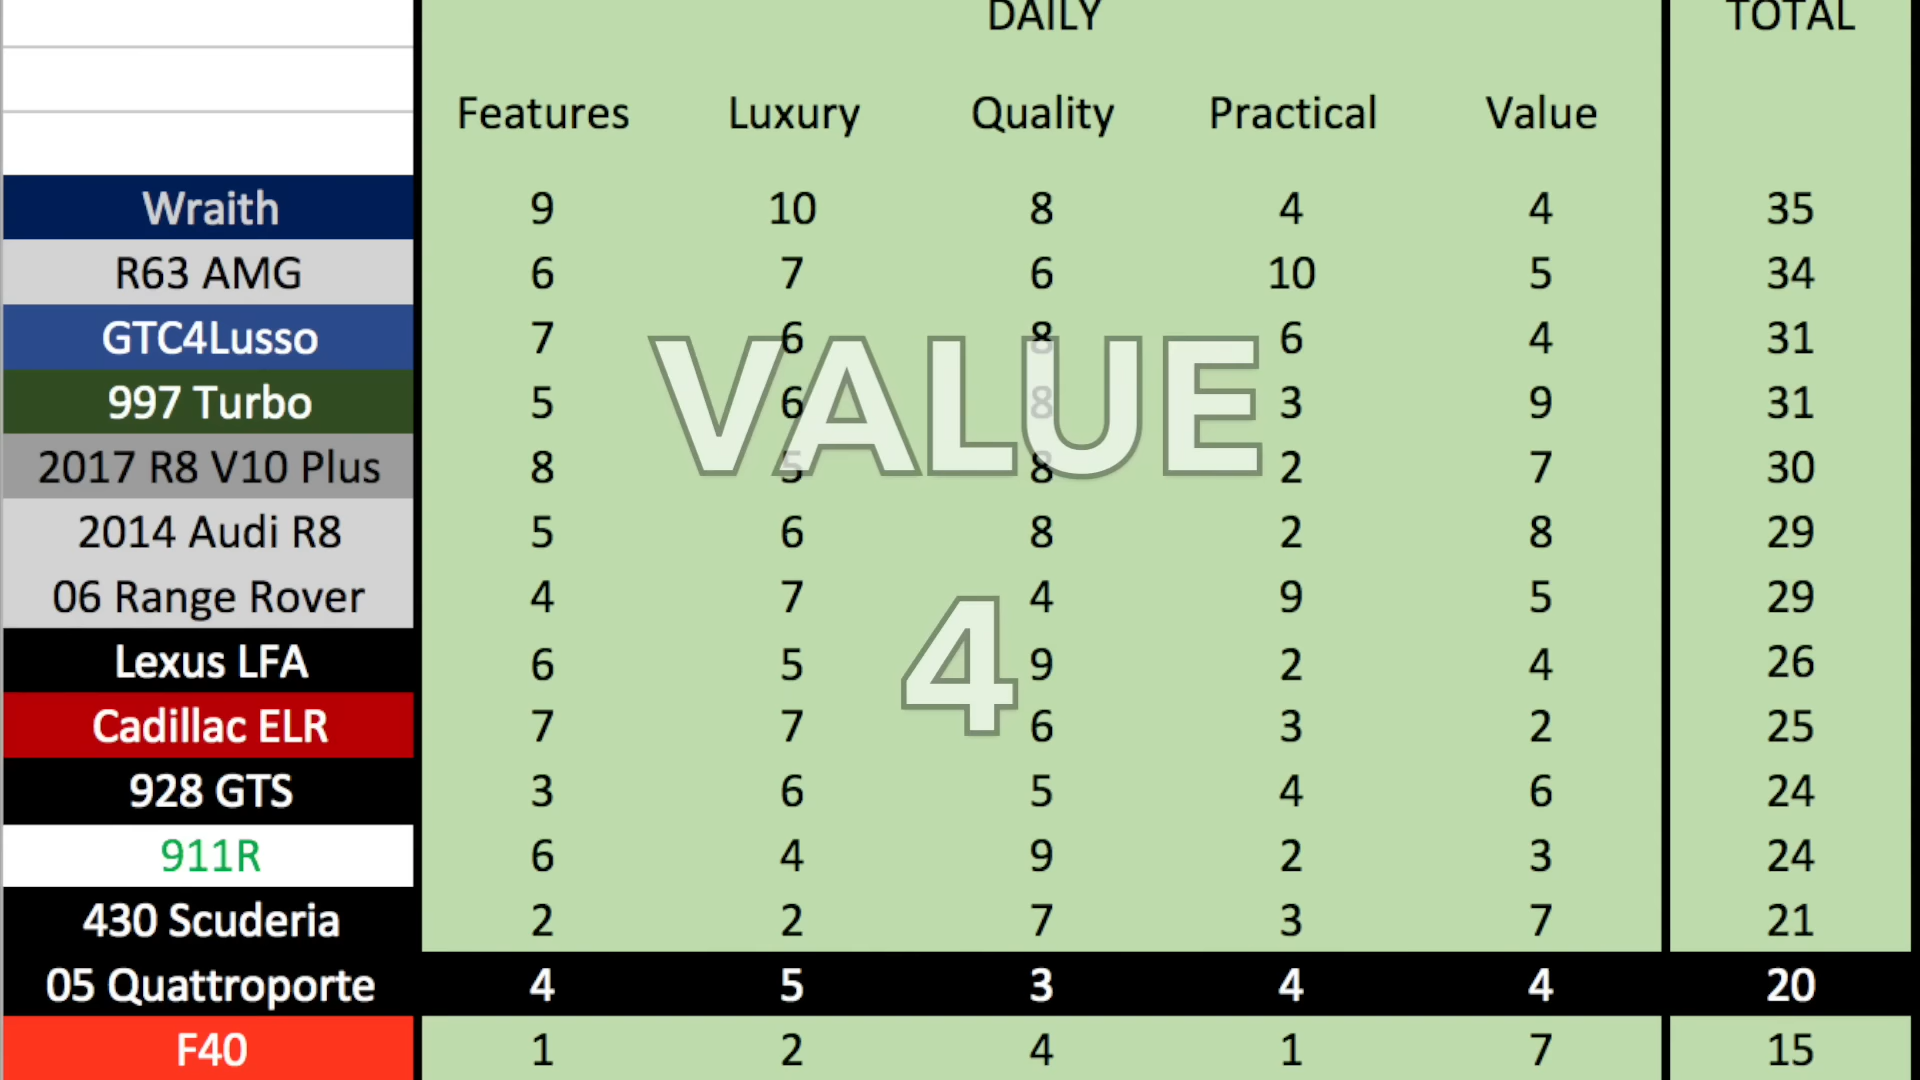 DAILY TOTAL
Features Luxury Quality Practical Value
Wraith 9 10 8 4 4 35
R63 AMG 6 7 6 10 5 34
GTC4Lusso 7 6 8 6 4 31
997 Turbo 5 6 8 3 9 31
VALUE
2017 R8 V10 Plus 8 5 8 2 7 30
2014 Audi R8 5 6 8 2 8 29
06 Range Rover 4 7 4 9 5 29
4
Lexus LFA 6 5 9 2 4 26
Cadillac ELR 7 7 6 3 2 25
928 GTS 3 6 5 4 6 24
911R 6 4 9 2 3 24
430 Scuderia 2 2 7 3 7 21
05 Quattroporte 4 5 3 4 4 20
F40 1 2 4 1 7 15